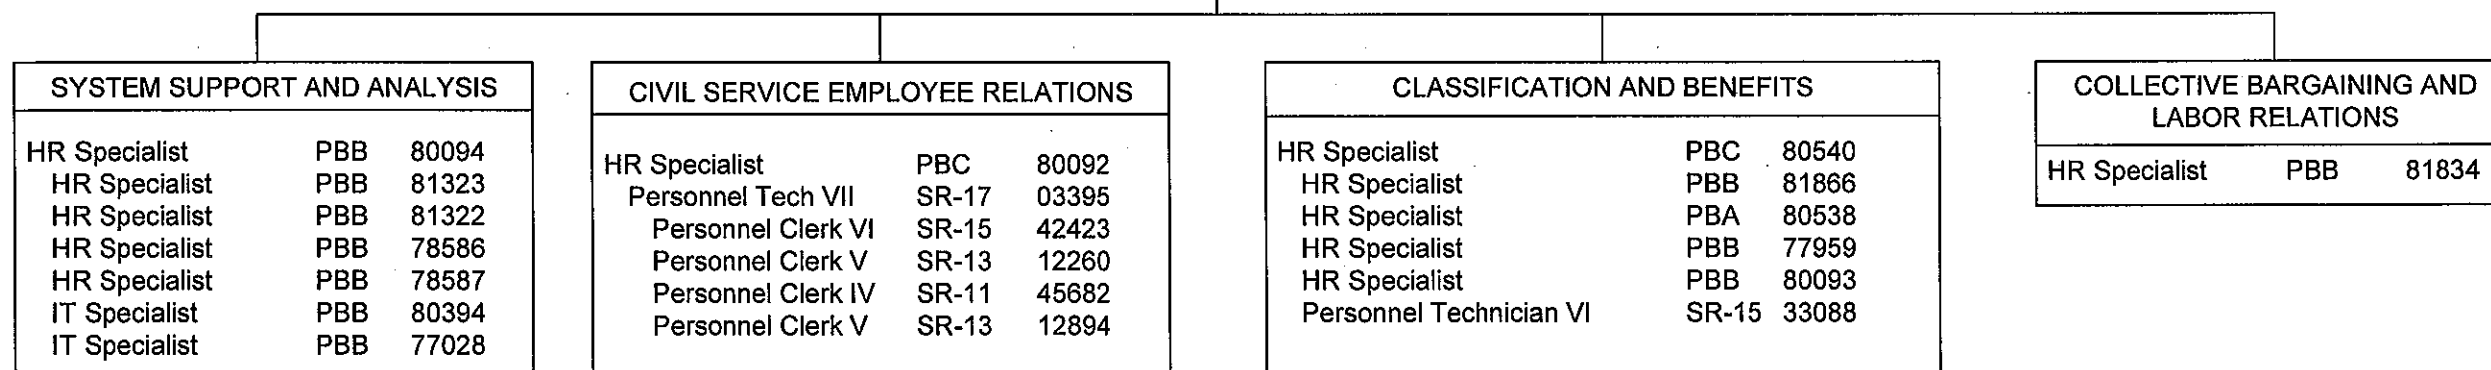 SYSTEM SUPPORT AND ANALYSIS
HR Specialist PBB 80094
HR Specialist PBB 81323
HR Specialist PBB 81322
HR Specialist PBB 78586
HR Specialist PBB 78587
IT Specialist PBB 80394
IT Specialist PBB 77028
CIVIL SERVICE EMPLOYEE RELATIONS
HR Specialist PBC 80092
Personnel Tech VII SR-17 03395
Personnel Clerk VI SR-15 42423
Personnel Clerk V SR-13 12260
Personnel Clerk IV SR-11 45682
Personnel Clerk V SR-13 12894
CLASSIFICATION AND BENEFITS
HR Specialist PBC 80540
HR Specialist PBB 81866
HR Specialist PBA 80538
HR Specialist PBB 77959
HR Specialist PBB 80093
Personnel Technician VI SR-15 33088
COLLECTIVE BARGAINING AND
LABOR RELATIONS
HR Specialist PBB 81834